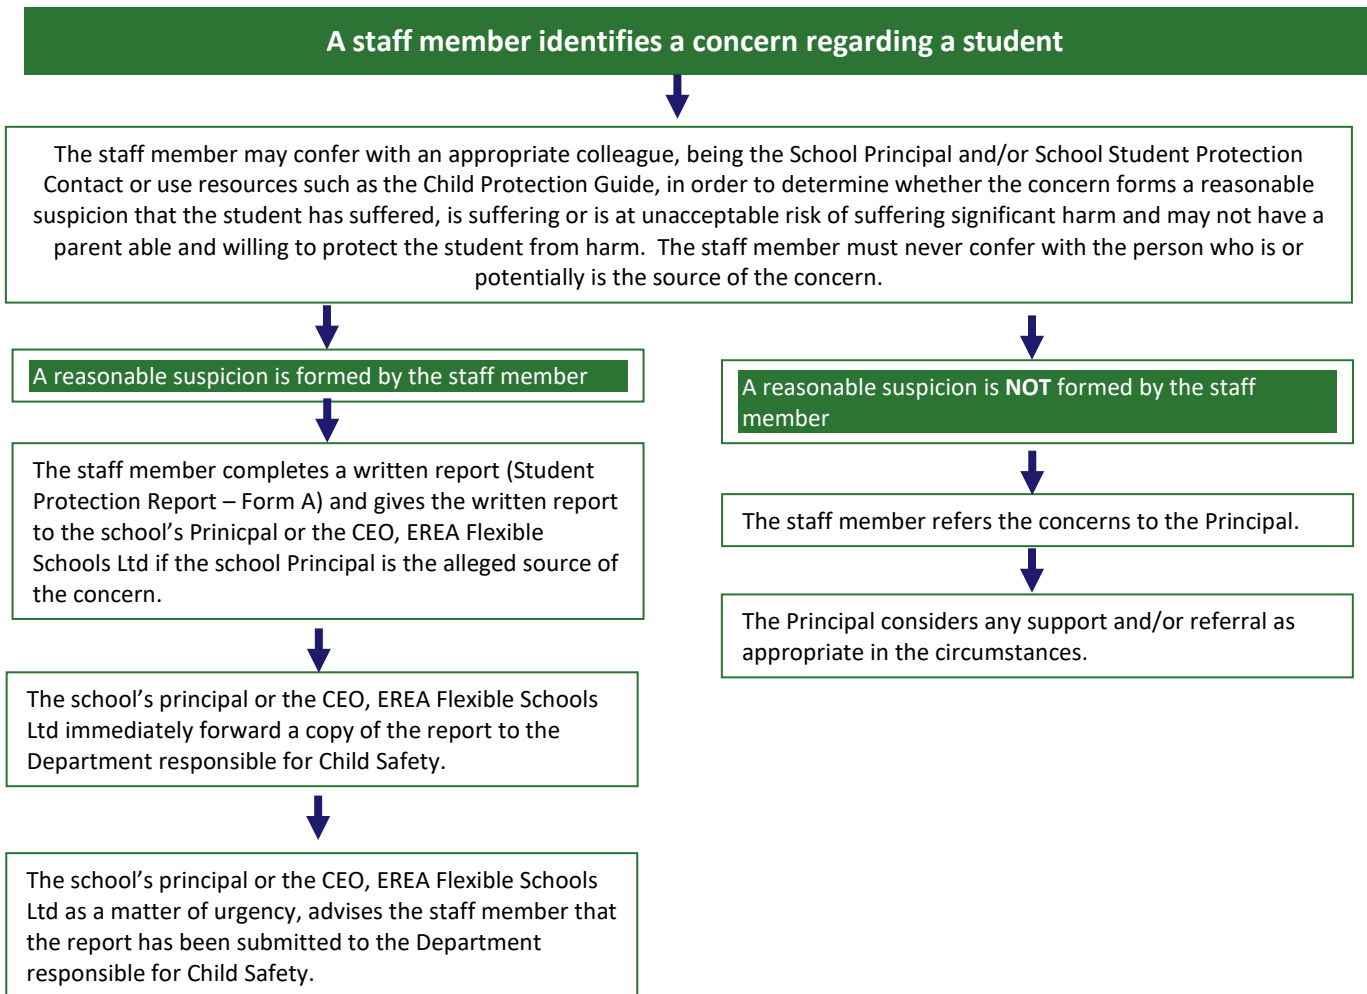 A staff member identifies a concern regarding a student
The staff member may confer with an appropriate colleague, being the School Principal and/or School Student Protection
Contact or use resources such as the Child Protection Guide, in order to determine whether the concern forms a reasonable
suspicion that the student has suffered, is suffering or is at unacceptable risk of suffering significant harm and may not have a
parent able and willing to protect the student from harm.  The staff member must never confer with the person who is or
potentially is the source of the concern.
A reasonable suspicion is formed by the staff member
The staff member completes a written report (Student
Protection Report – Form A) and gives the written report
to the school’s Prinicpal or the CEO, EREA Flexible
Schools Ltd if the school Principal is the alleged source of
the concern.
The school’s principal or the CEO, EREA Flexible Schools
Ltd immediately forward a copy of the report to the
Department responsible for Child Safety.
The school’s principal or the CEO, EREA Flexible Schools
Ltd as a matter of urgency, advises the staff member that
the report has been submitted to the Department
responsible for Child Safety.
A reasonable suspicion is NOT formed by the staff
member
The staff member refers the concerns to the Principal.
The Principal considers any support and/or referral as
appropriate in the circumstances.